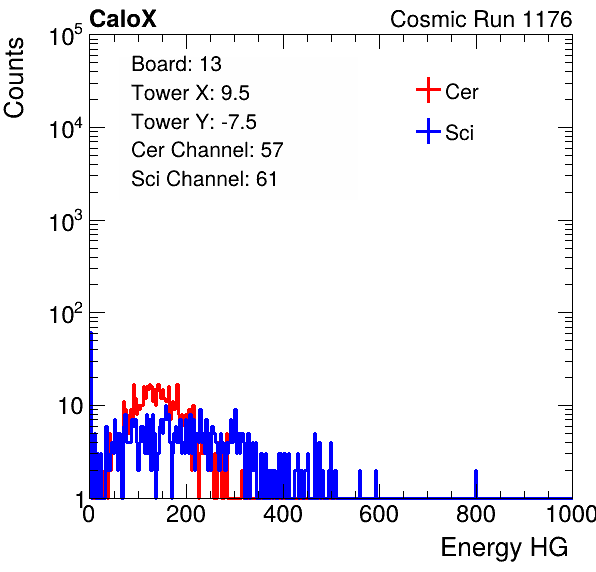 CaloX Cosmic Run 1176
Counts
10^5
10^4
10^3
10^2
10
1
Board: 13
Tower X: 9.5
Tower Y: -7.5
Cer Channel: 57
Sci Channel: 61
Cer
Sci
0 200 400 600 800 1000
Energy HG